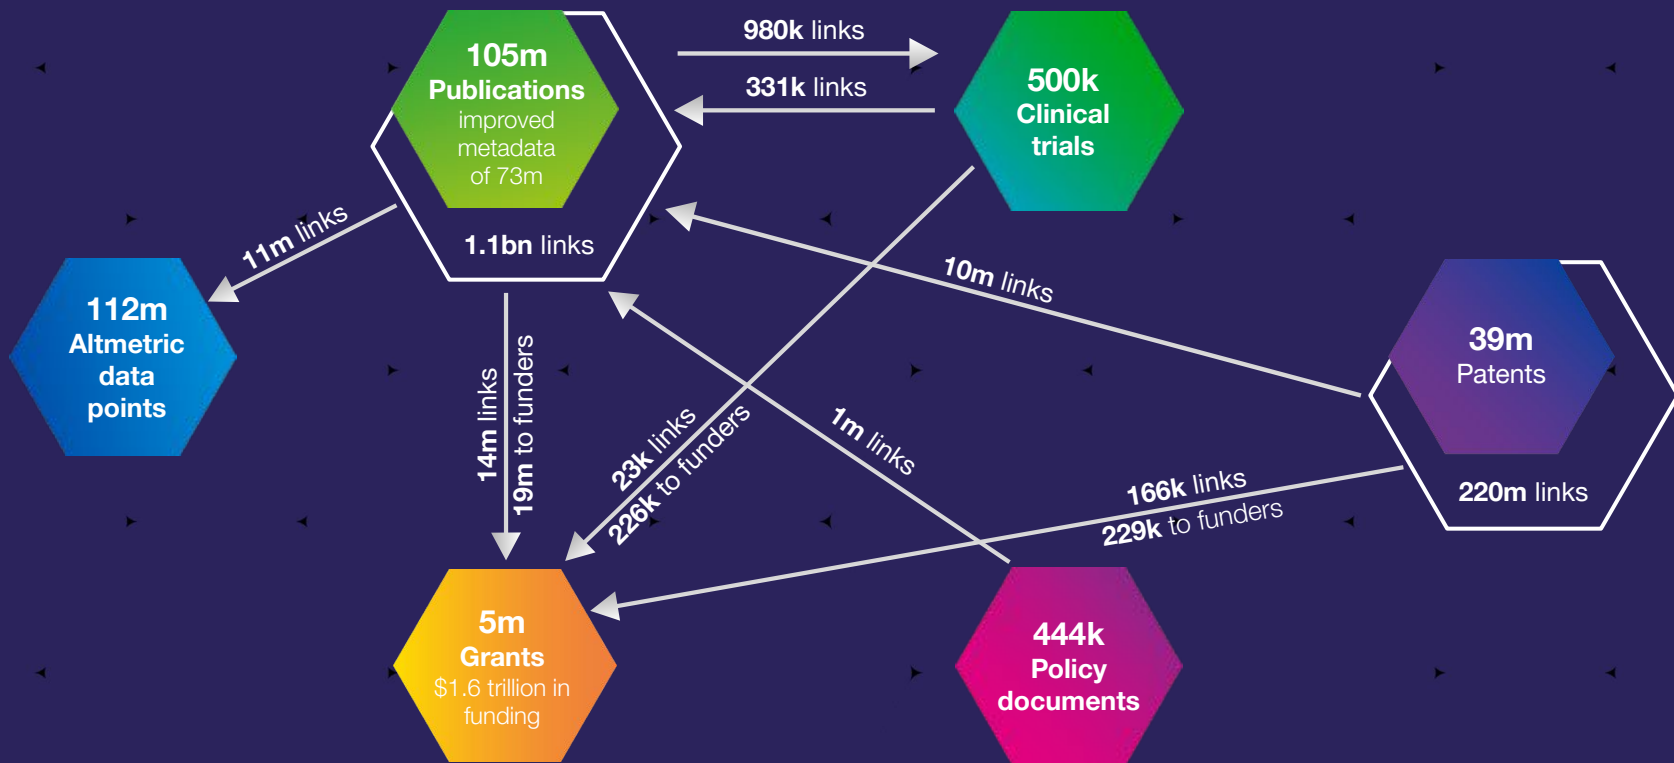 105m
Publications
improved
metadata
of 73m
1.1bn links
980k links
331k links
500k
Clinical
trials
11m links
112m
Altmetric
data
points
10m links
39m
Patents
220m links
14m links
19m to funders
23k links
226k to funders
1m links
166k links
229k to funders
5m
Grants
$1.6 trillion in
funding
444k
Policy
documents